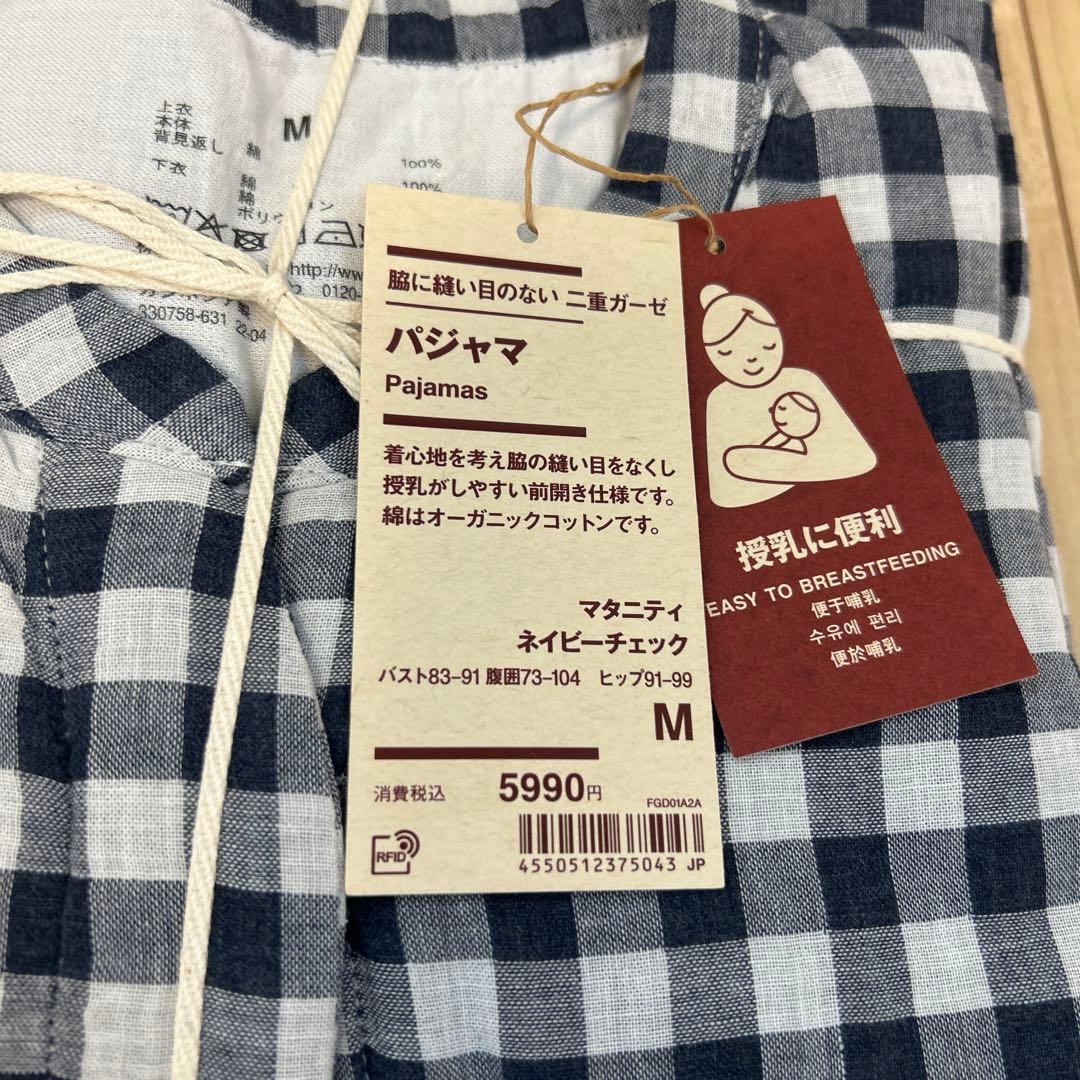 上衣
本体
背見返し 綿 100%
M
下衣
綿 100%
綿
http://www
0120-
330758-631 22-04
脇に縫い目のない 二重ガーゼ
パジャマ
Pajamas
着心地を考え脇の縫い目をなくし
授乳がしやすい前開き仕様です。
綿はオーガニックコットンです。
マタニティ
ネイビーチェック
バスト83–91 腹囲73–104 ヒップ91–99
M
消費税込 5990円
FGD01A2A
RFID
4550512375043 JP
授乳に便利
EASY TO BREASTFEEDING
便于哺乳
수유에 편리
便於哺乳